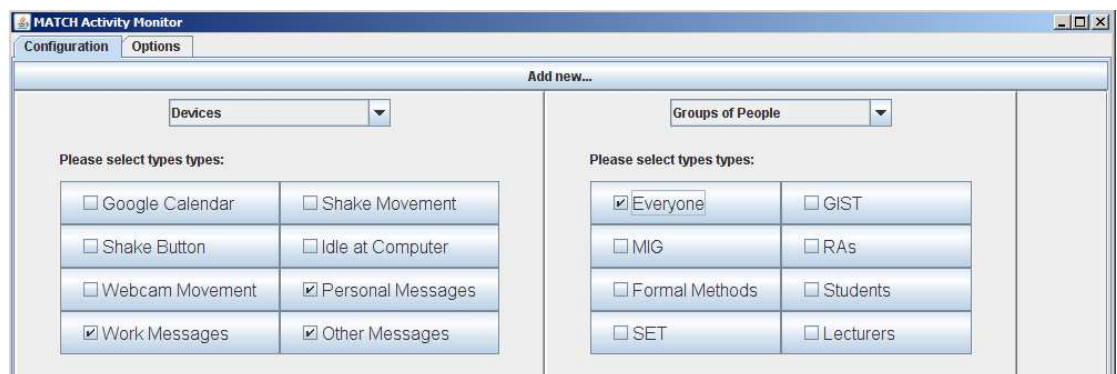 MATCH Activity Monitor
Configuration Options
Add new...
Devices
Please select types types:
Google Calendar Shake Movement
Shake Button Idle at Computer
Webcam Movement Personal Messages
Work Messages Other Messages
Groups of People
Please select types types:
Everyone GIST
MIG RAs
Formal Methods Students
SET Lecturers